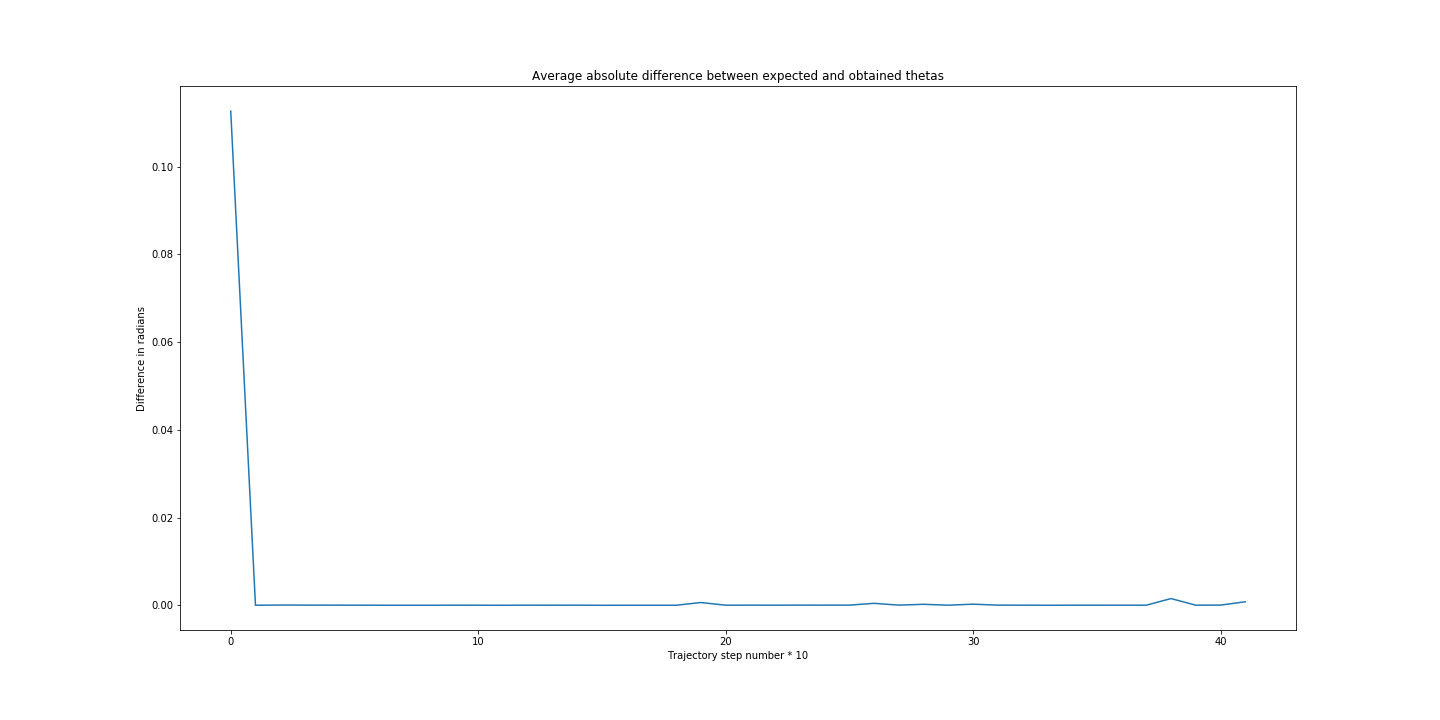 Average absolute difference between expected and obtained thetas
0.10
0.08
0.06
0.04
0.02
0.00
Difference in radians
0 10 20 30 40
Trajectory step number * 10